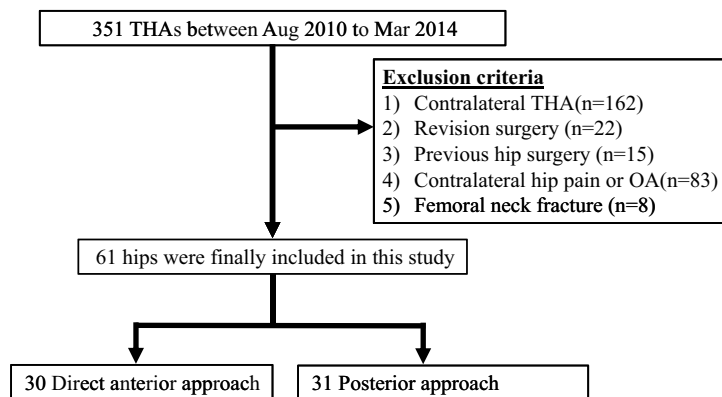 351 THAs between Aug 2010 to Mar 2014
Exclusion criteria
1) Contralateral THA(n=162)
2) Revision surgery (n=22)
3) Previous hip surgery (n=15)
4) Contralateral hip pain or OA(n=83)
5) Femoral neck fracture (n=8)
61 hips were finally included in this study
30 Direct anterior approach
31 Posterior approach